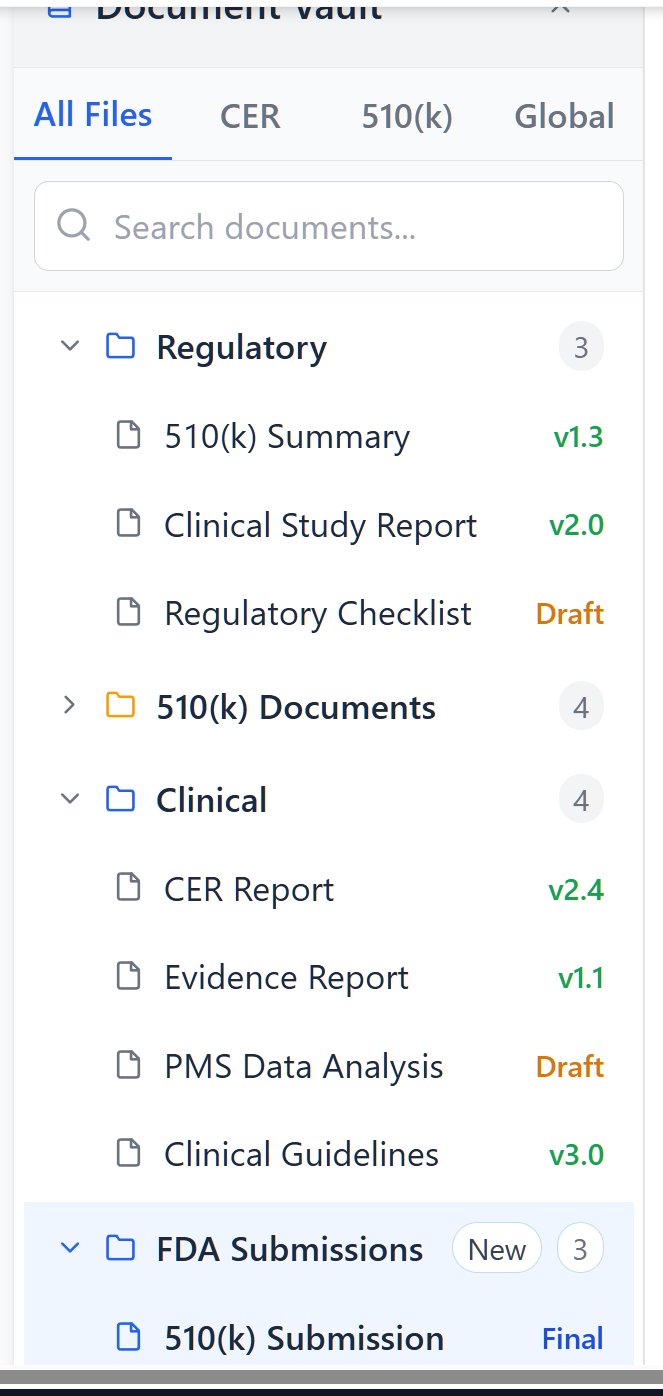 Document Vault
All Files CER 510(k) Global
Search documents...
Regulatory 3
510(k) Summary v1.3
Clinical Study Report v2.0
Regulatory Checklist Draft
510(k) Documents 4
Clinical 4
CER Report v2.4
Evidence Report v1.1
PMS Data Analysis Draft
Clinical Guidelines v3.0
FDA Submissions New 3
510(k) Submission Final